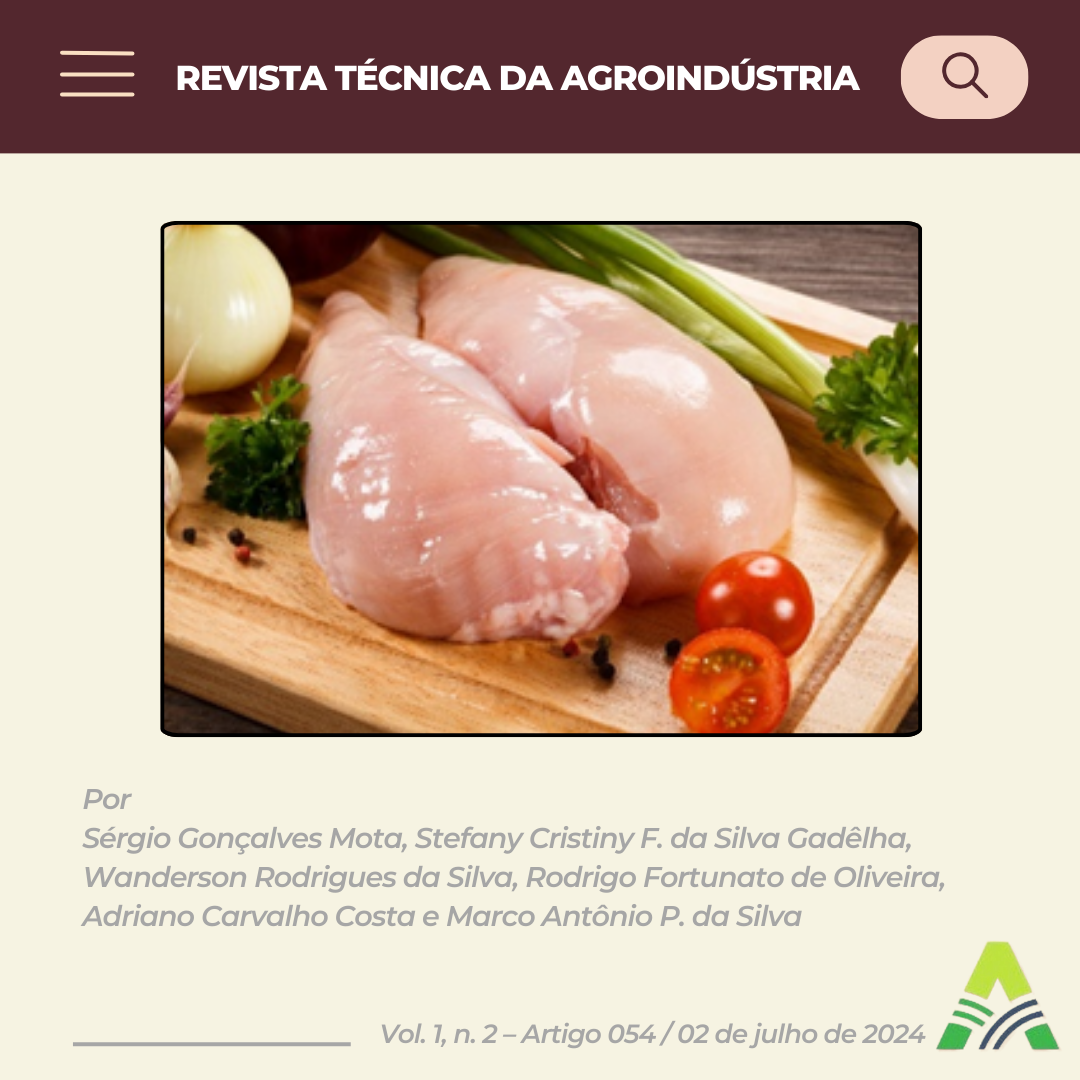 REVISTA TÉCNICA DA AGROINDÚSTRIA
Por
Sérgio Gonçalves Mota, Stefany Cristiny F. da Silva Gadêlha,
Wanderson Rodrigues da Silva, Rodrigo Fortunato de Oliveira,
Adriano Carvalho Costa e Marco Antônio P. da Silva
Vol. 1, n. 2 – Artigo 054 / 02 de julho de 2024